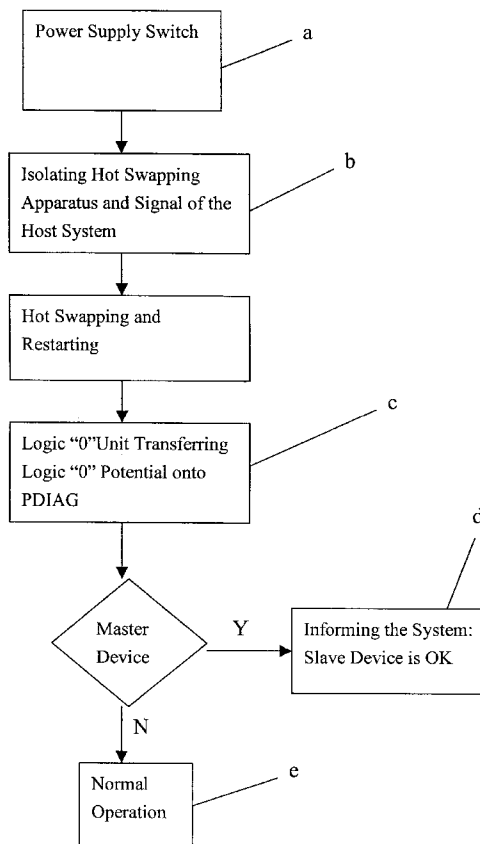 Power Supply Switch
a
Isolating Hot Swapping
Apparatus and Signal of the
Host System
b
Hot Swapping and
Restarting
Logic “0”Unit Transferring
Logic “0” Potential onto
PDIAG
c
Master
Device
Y
Informing the System:
Slave Device is OK
d
N
Normal
Operation
e